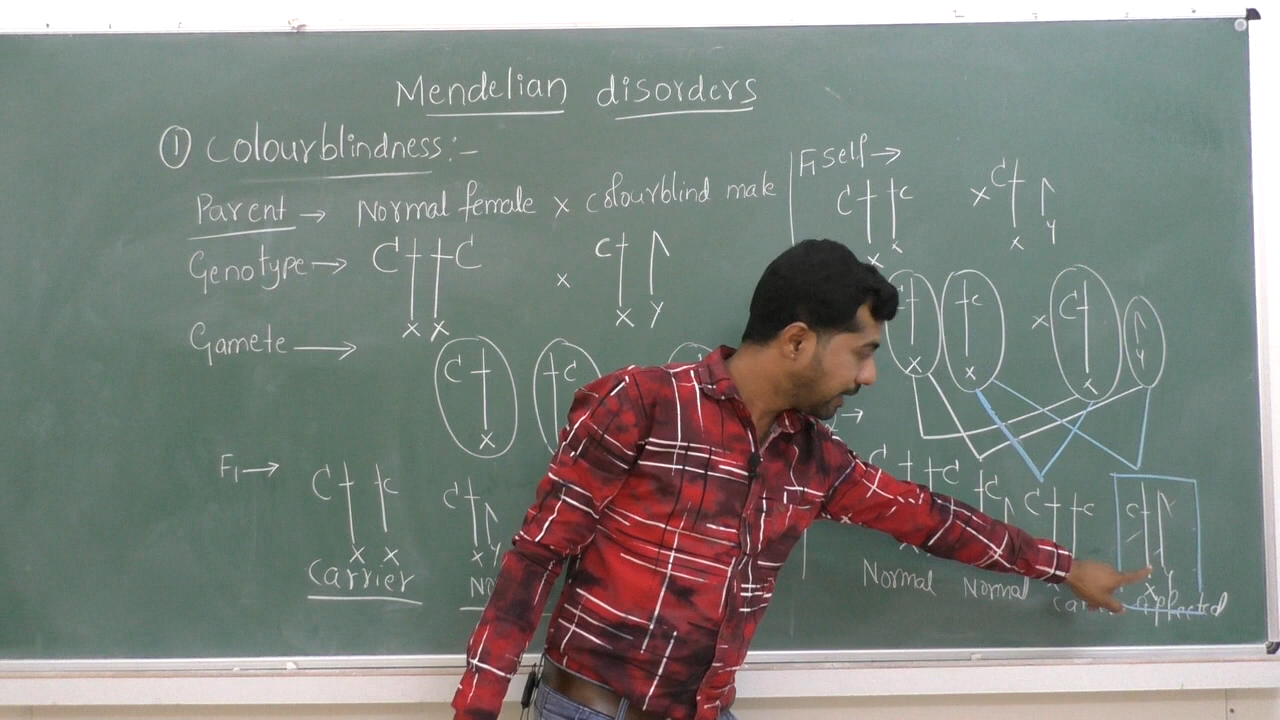 Mendelian disorders
① Colourblindness:-
Parent → Normal female × colourblind male
Genotype → C C × c
x x x y
Gamete → C C
x
F₁ → C c C
x x x y
Carrier
F₁ self →
C c × C
x x x y
c × C
x x x y
→
C C C C c c
x y
Normal Normal